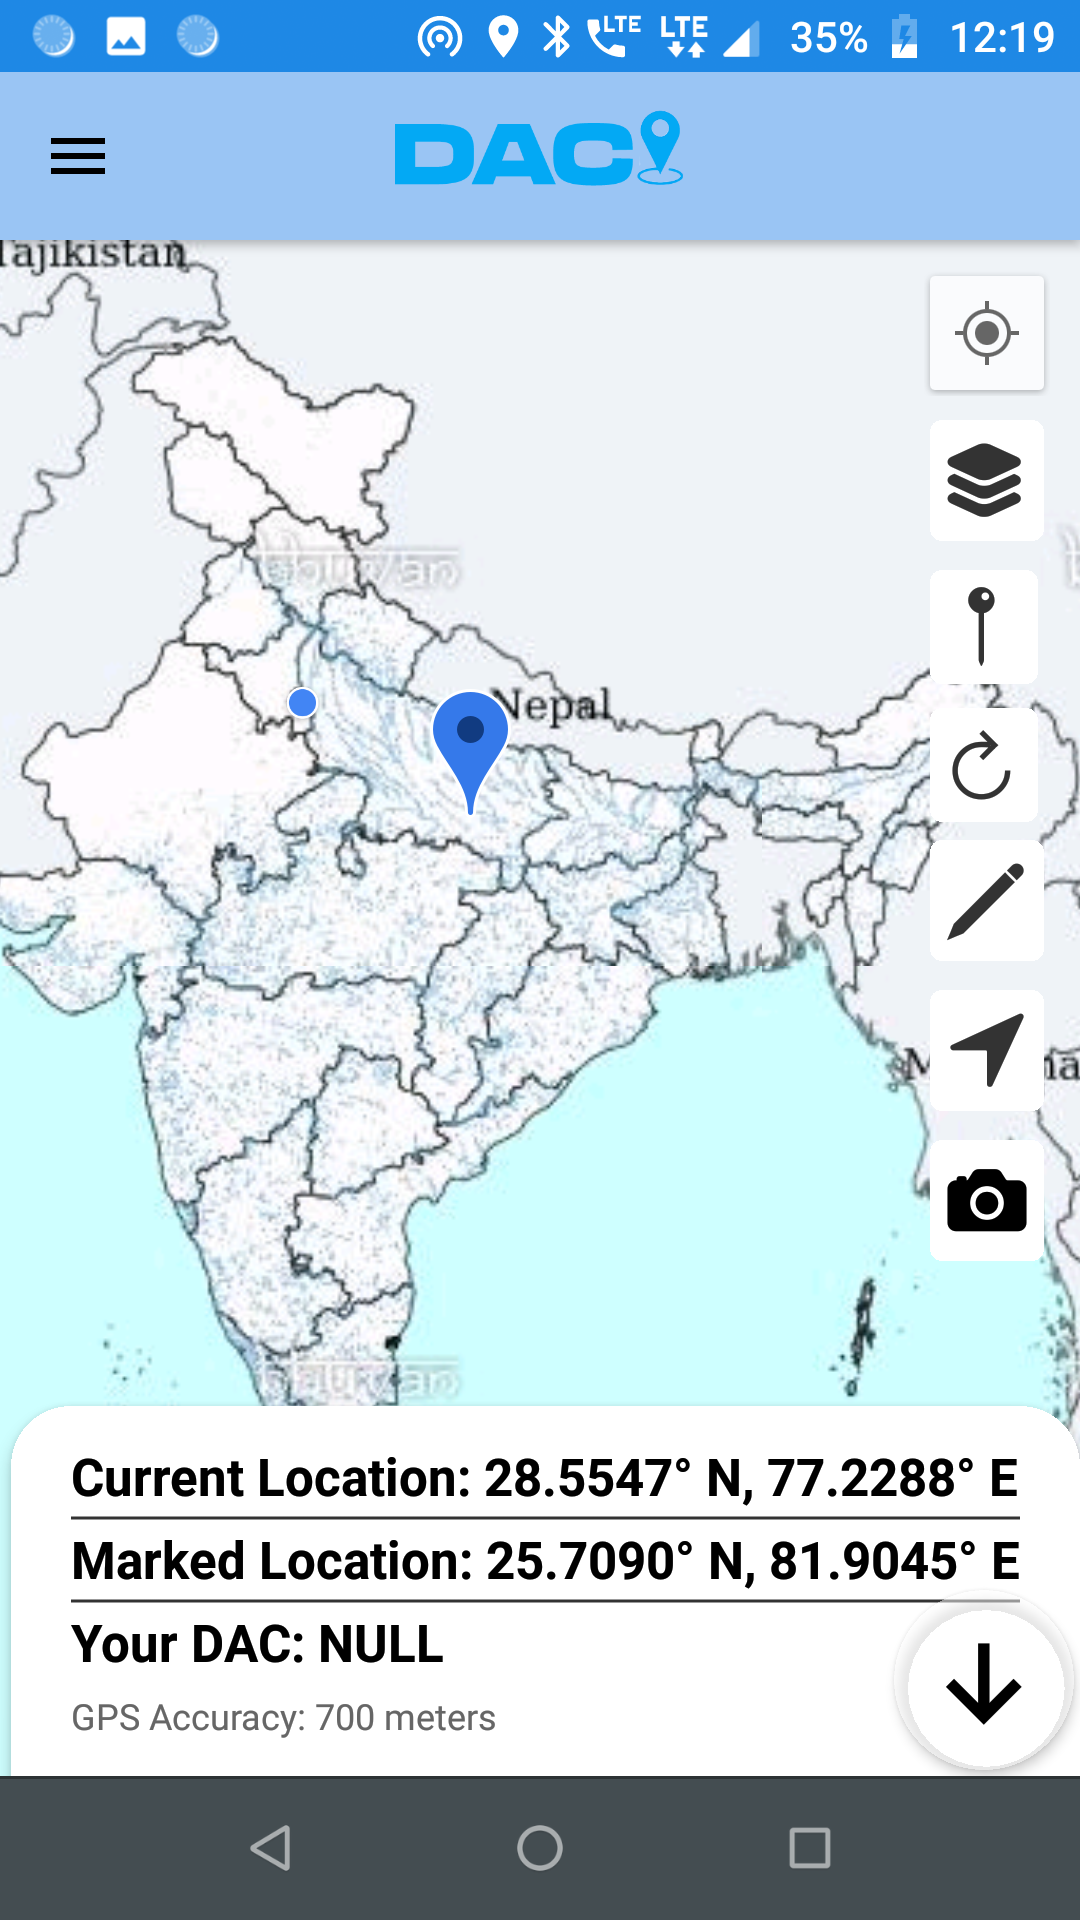 LTE LTE 35% 12:19
DAC
Tajikistan
Nepal
Current Location: 28.5547° N, 77.2288° E
Marked Location: 25.7090° N, 81.9045° E
Your DAC: NULL
GPS Accuracy: 700 meters